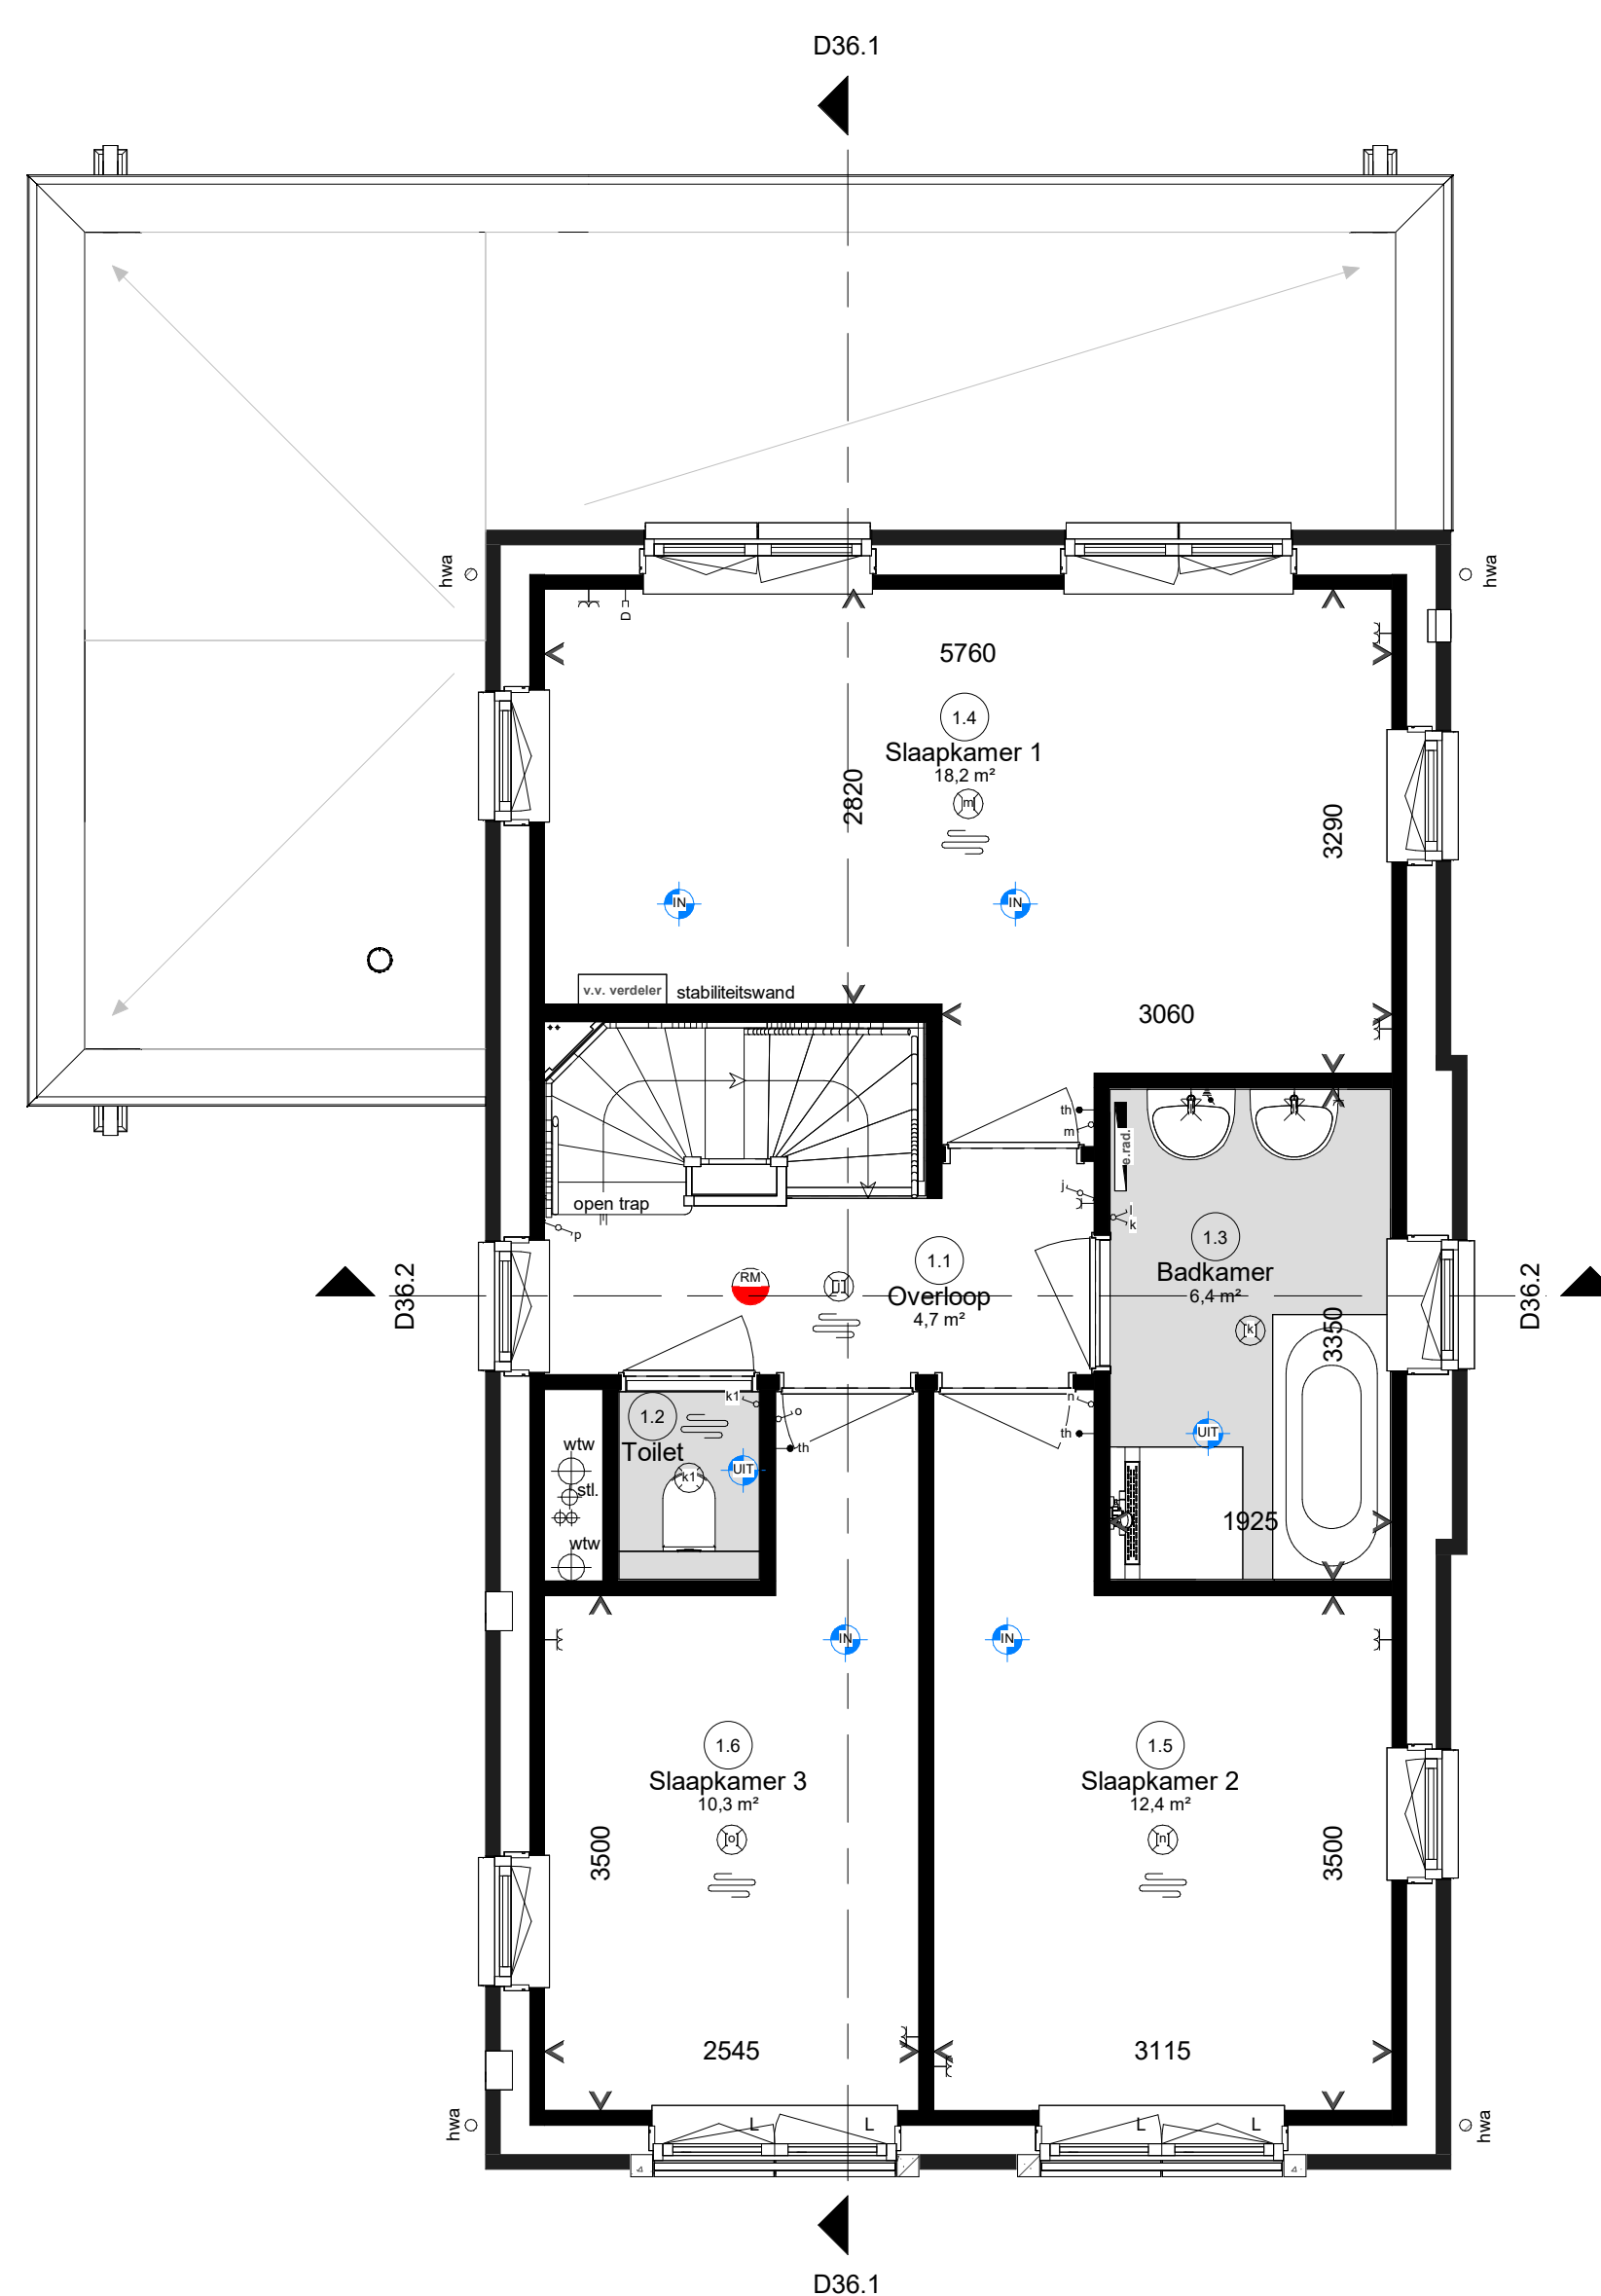 D36.1
hwa
hwa
D
5760
1.4
Slaapkamer 1
18,2 m²
m
2820
3290
IN
IN
v.v. verdeler
stabiliteitswand
3060
th
m
e.rad.
j
k
open trap
p
1.3
Badkamer
6,4 m²
k
3350
D36.2
D36.2
RM
1.1
Overloop
4,7 m²
k1
1.2
Toilet
k1
UIT
o
th
n
th
UIT
wtw
stl.
wtw
1925
IN
IN
1.6
Slaapkamer 3
10,3 m²
o
3500
1.5
Slaapkamer 2
12,4 m²
n
3500
2545
3115
L
L
L
L
hwa
hwa
D36.1